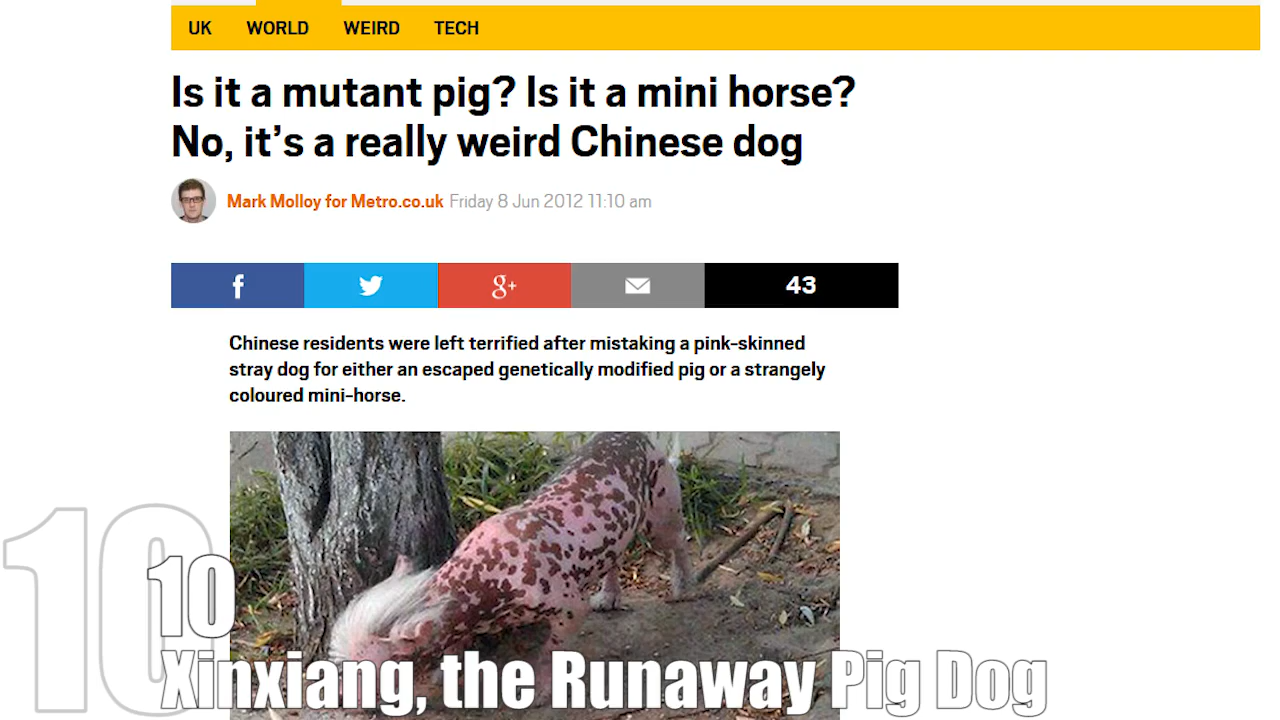 UK WORLD WEIRD TECH
Is it a mutant pig? Is it a mini horse?
No, it's a really weird Chinese dog
Mark Molloy for Metro.co.uk Friday 8 Jun 2012 11:10 am
f g+ 43
Chinese residents were left terrified after mistaking a pink-skinned
stray dog for either an escaped genetically modified pig or a strangely
coloured mini-horse.
10
10
Xinxiang, the Runaway Pig Dog